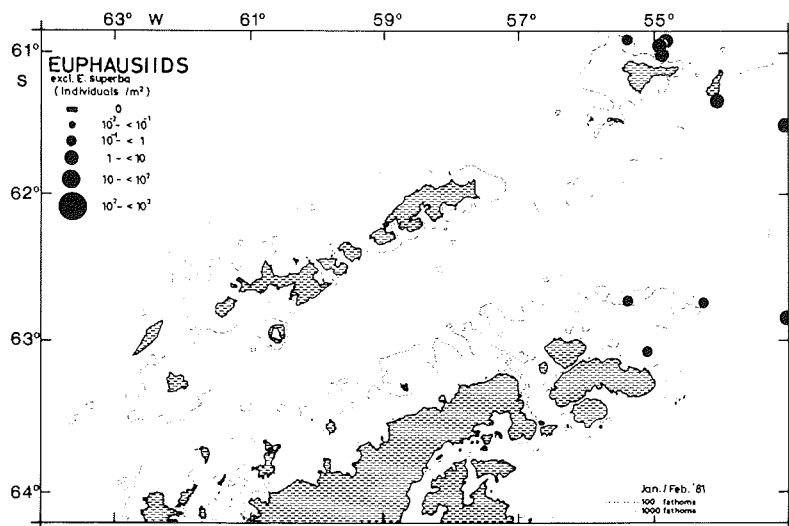 63° W 61° 59° 57° 55°
61°
S
EUPHAUSIIDS
excl. E. superba
(Individuals /m²)
0
10⁻²- <10⁻¹
10⁻¹- < 1
1 - <10
10 - <10²
10² - <10³
62°
63°
64°
Jan./Feb. '81
100 fathoms
1000 fathoms